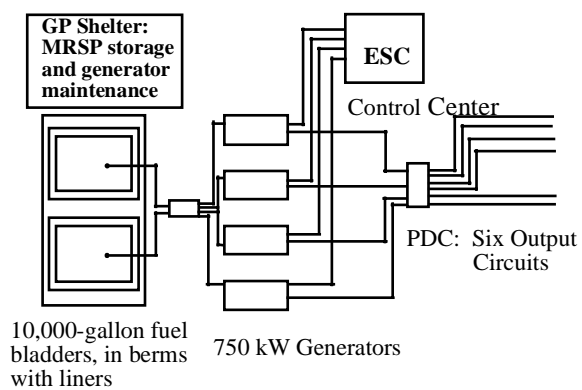 GP Shelter:
MRSP storage
and generator
maintenance
ESC
Control Center
PDC: Six Output
Circuits
10,000-gallon fuel
bladders, in berms
with liners
750 kW Generators